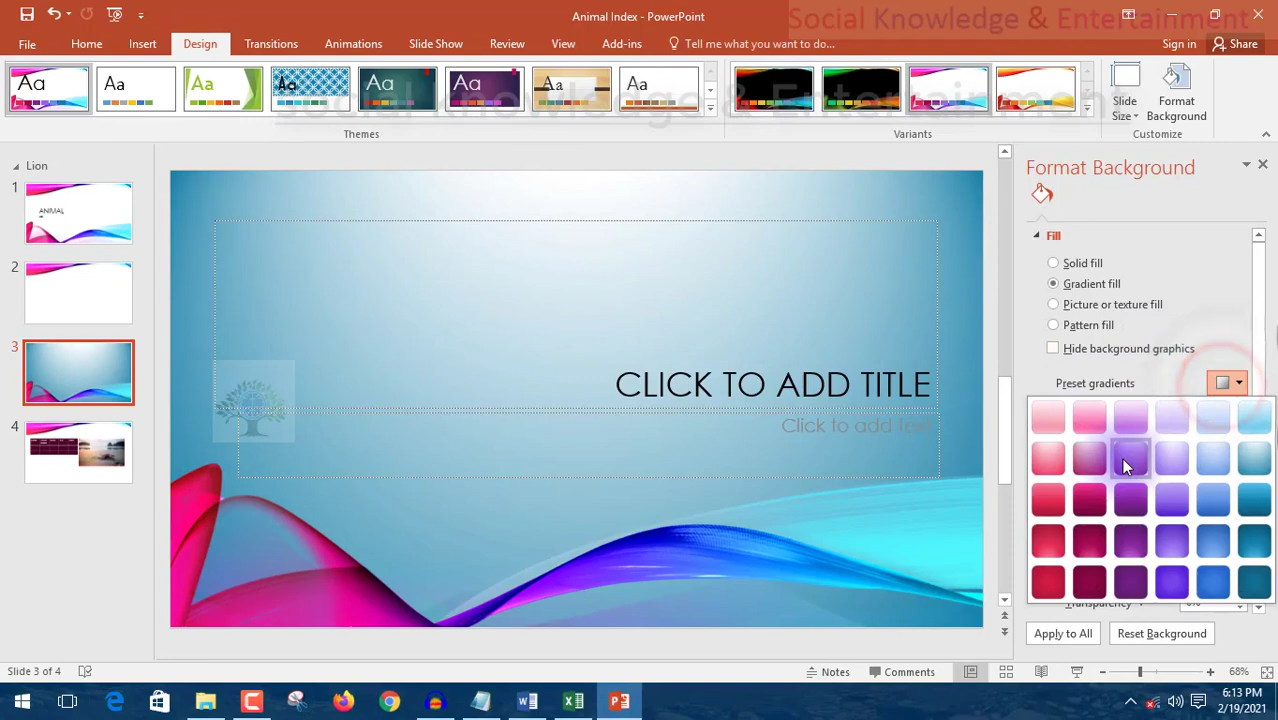 Animal Index - PowerPoint
Social Knowledge & Entertainment
File Home Insert Design Transitions Animations Slide Show Review View Add-ins Tell me what you want to do... Sign in Share
Aa Aa Aa Aa Aa Aa Aa Aa
Social Knowledge & Entertainment
Slide Size
Format Background
Themes Variants Customize
Lion
Format Background
1
ANIMAL
2
3
4
CLICK TO ADD TITLE
Click to add text
Fill
Solid fill
Gradient fill
Picture or texture fill
Pattern fill
Hide background graphics
Preset gradients
Transparency
Apply to All Reset Background
Slide 3 of 4 Notes Comments 68%
6:13 PM
2/19/2021